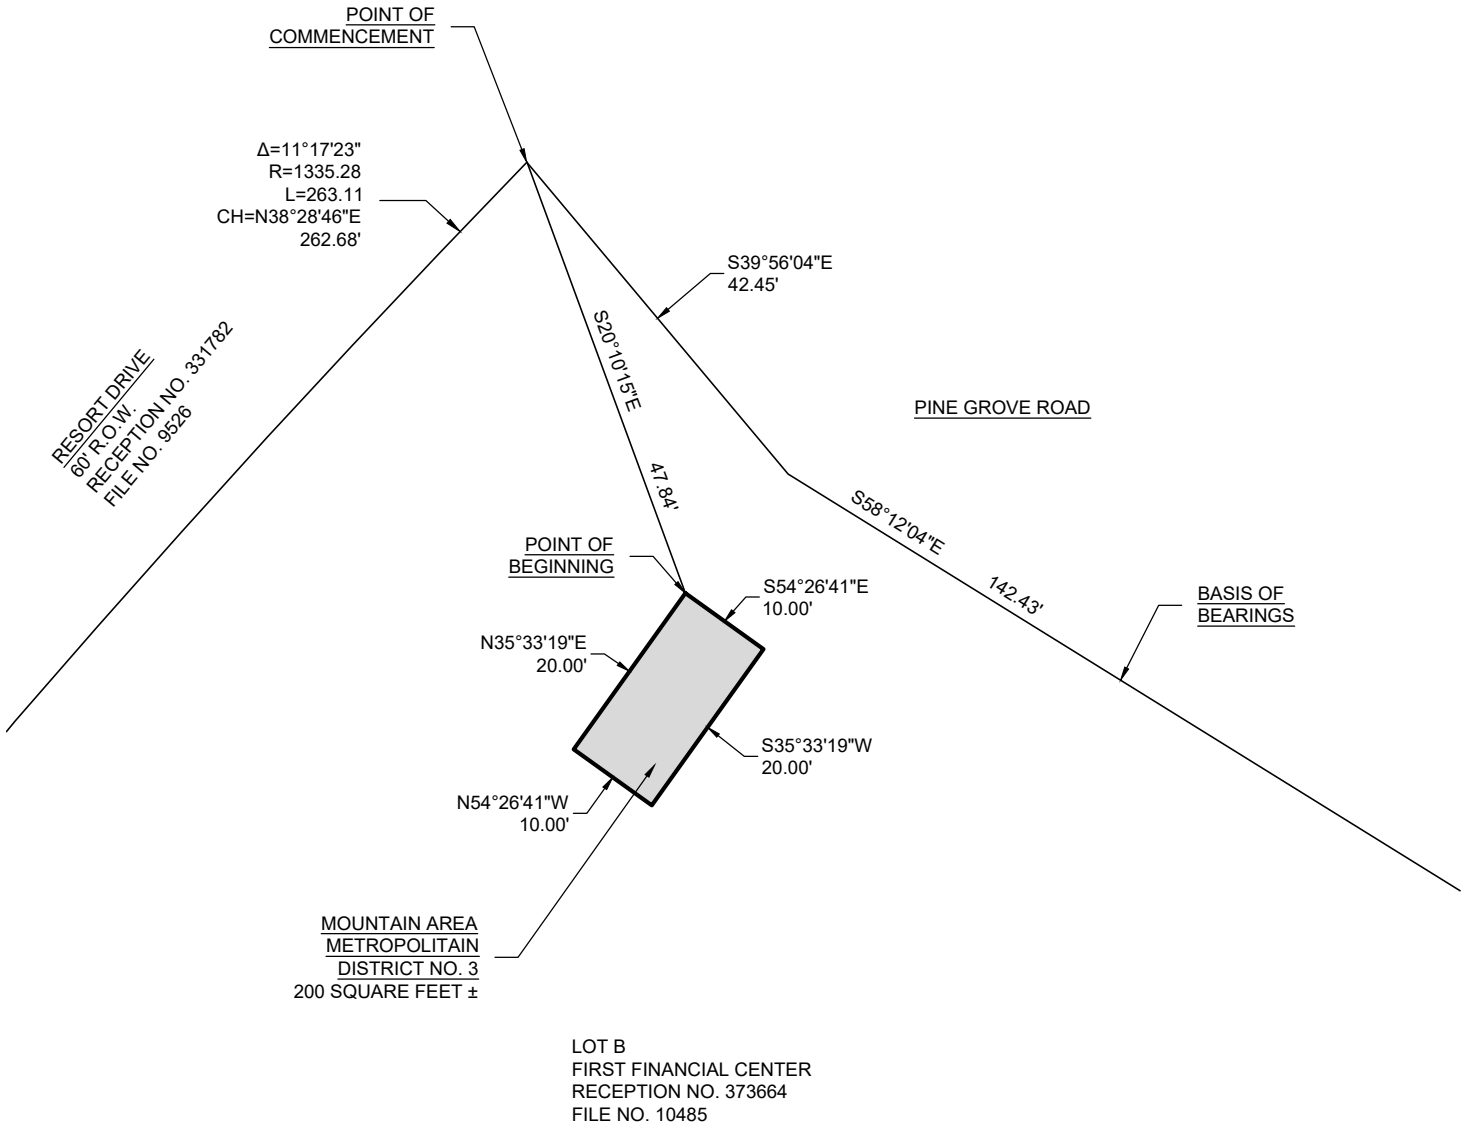 POINT OF
COMMENCEMENT
Δ=11°17'23"
R=1335.28
L=263.11
CH=N38°28'46"E
262.68'
S39°56'04"E
42.45'
RESORT DRIVE
60' R.O.W.
RECEPTION NO. 331782
FILE NO. 9526
S20°10'15"E
47.84'
PINE GROVE ROAD
S58°12'04"E
142.43'
POINT OF
BEGINNING
S54°26'41"E
10.00'
BASIS OF
BEARINGS
N35°33'19"E
20.00'
S35°33'19"W
20.00'
N54°26'41"W
10.00'
MOUNTAIN AREA
METROPOLITAIN
DISTRICT NO. 3
200 SQUARE FEET ±
LOT B
FIRST FINANCIAL CENTER
RECEPTION NO. 373664
FILE NO. 10485